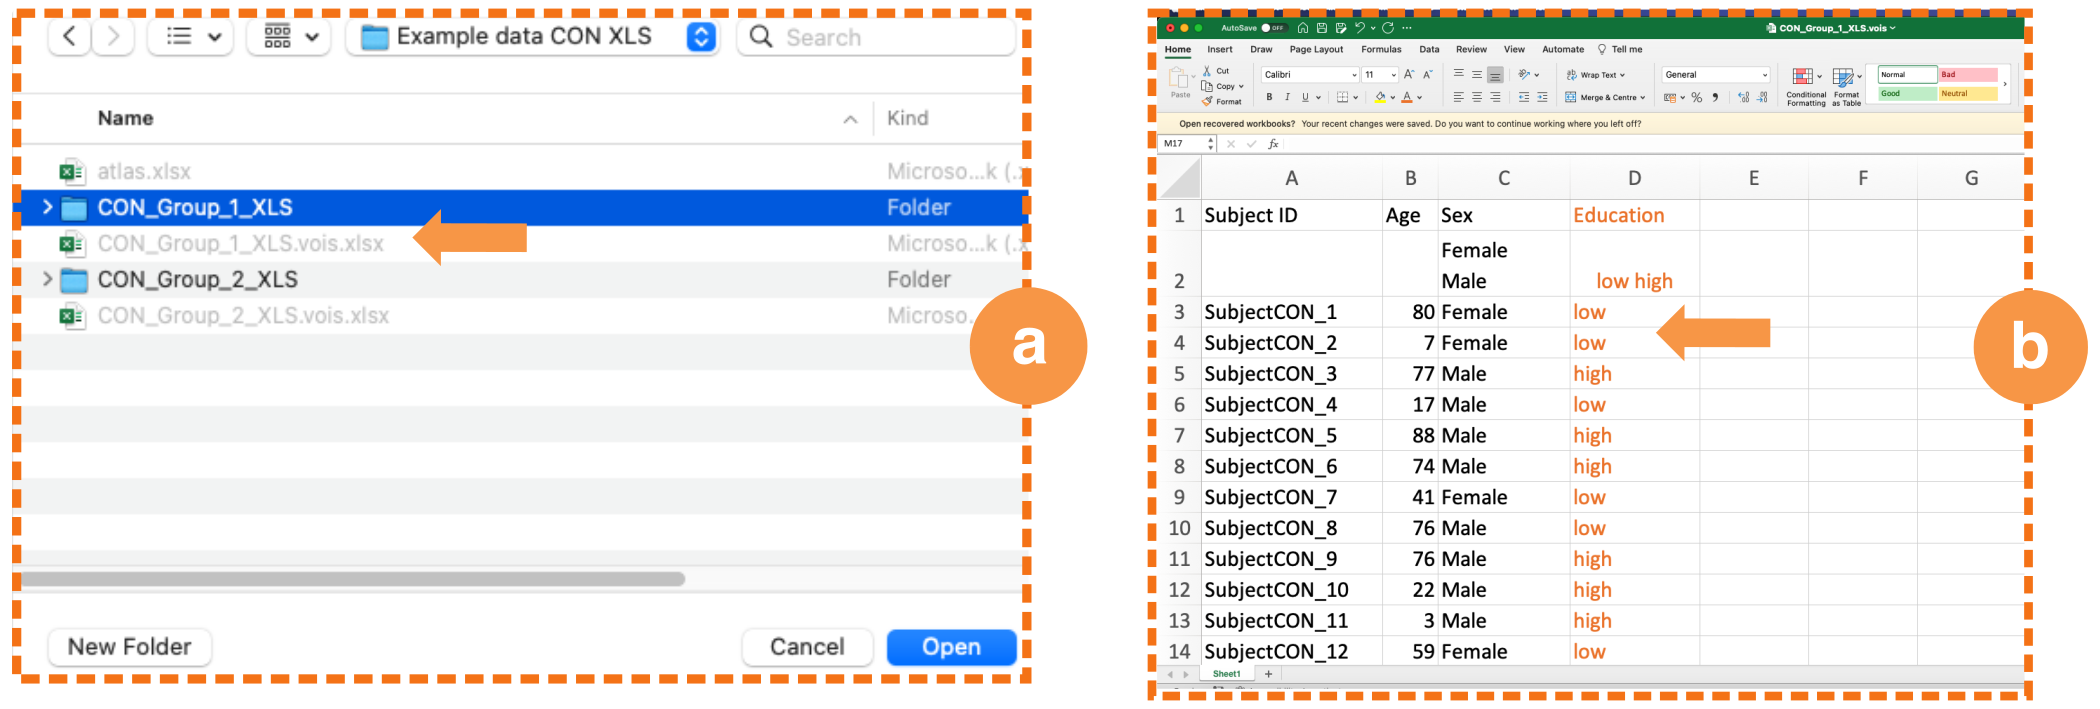 Example data CON XLS
Search
Name
Kind
atlas.xlsx
Microso...k (.x
CON_Group_1_XLS
Folder
CON_Group_1_XLS.vois.xlsx
Microso...k (.x
CON_Group_2_XLS
Folder
CON_Group_2_XLS.vois.xlsx
Microso.
New Folder
Cancel
Open
a
AutoSave OFF
CON_Group_1_XLS.vois
Home Insert Draw Page Layout Formulas Data Review View Automate Tell me
Paste
Cut
Copy
Format
Calibri 11
B I U
Wrap Text
Merge & Centre
General
Conditional Formatting
Format as Table
Normal Bad
Good Neutral
Open recovered workbooks? Your recent changes were saved. Do you want to continue working where you left off?
M17 fx
A B C D E F G
1 Subject ID Age Sex Education
Female
2 Male low high
3 SubjectCON_1 80 Female low
4 SubjectCON_2 7 Female low
5 SubjectCON_3 77 Male high
6 SubjectCON_4 17 Male low
7 SubjectCON_5 88 Male high
8 SubjectCON_6 74 Male high
9 SubjectCON_7 41 Female low
10 SubjectCON_8 76 Male low
11 SubjectCON_9 76 Male high
12 SubjectCON_10 22 Male high
13 SubjectCON_11 3 Male high
14 SubjectCON_12 59 Female low
Sheet1 +
b